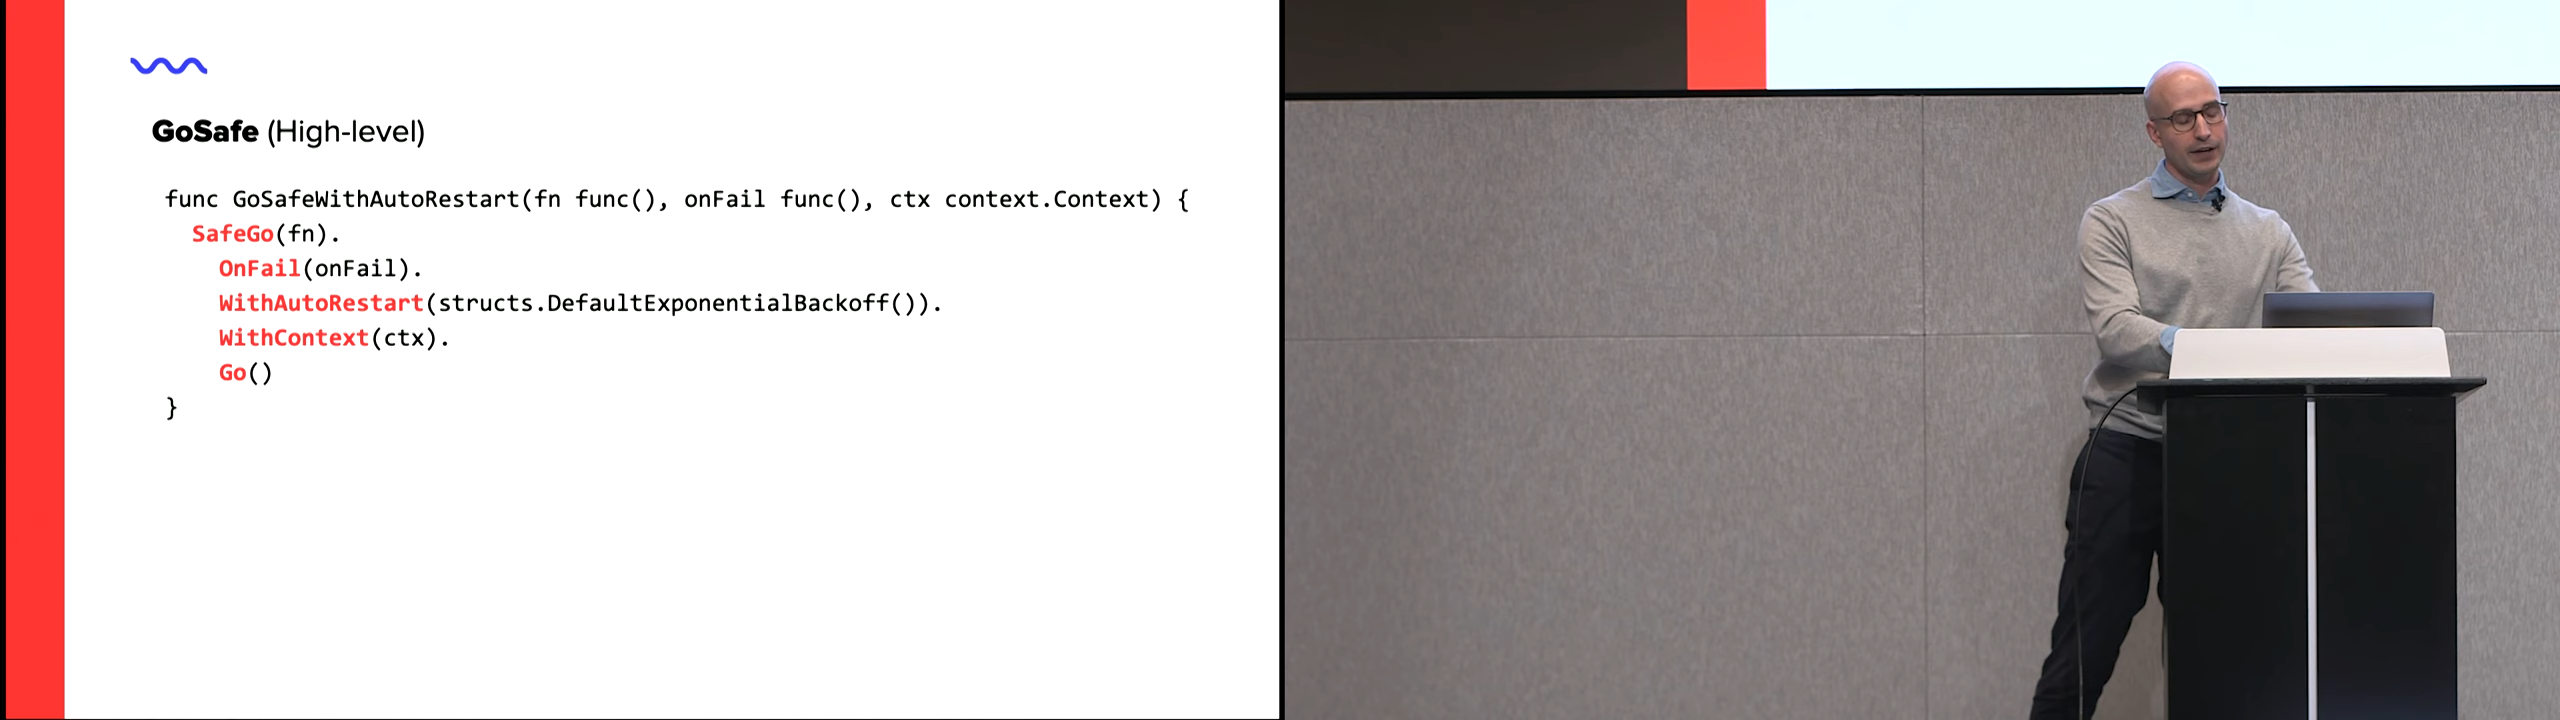 GoSafe (High-level)
func GoSafeWithAutoRestart(fn func(), onFail func(), ctx context.Context) {
SafeGo(fn).
OnFail(onFail).
WithAutoRestart(structs.DefaultExponentialBackoff()).
WithContext(ctx).
Go()
}